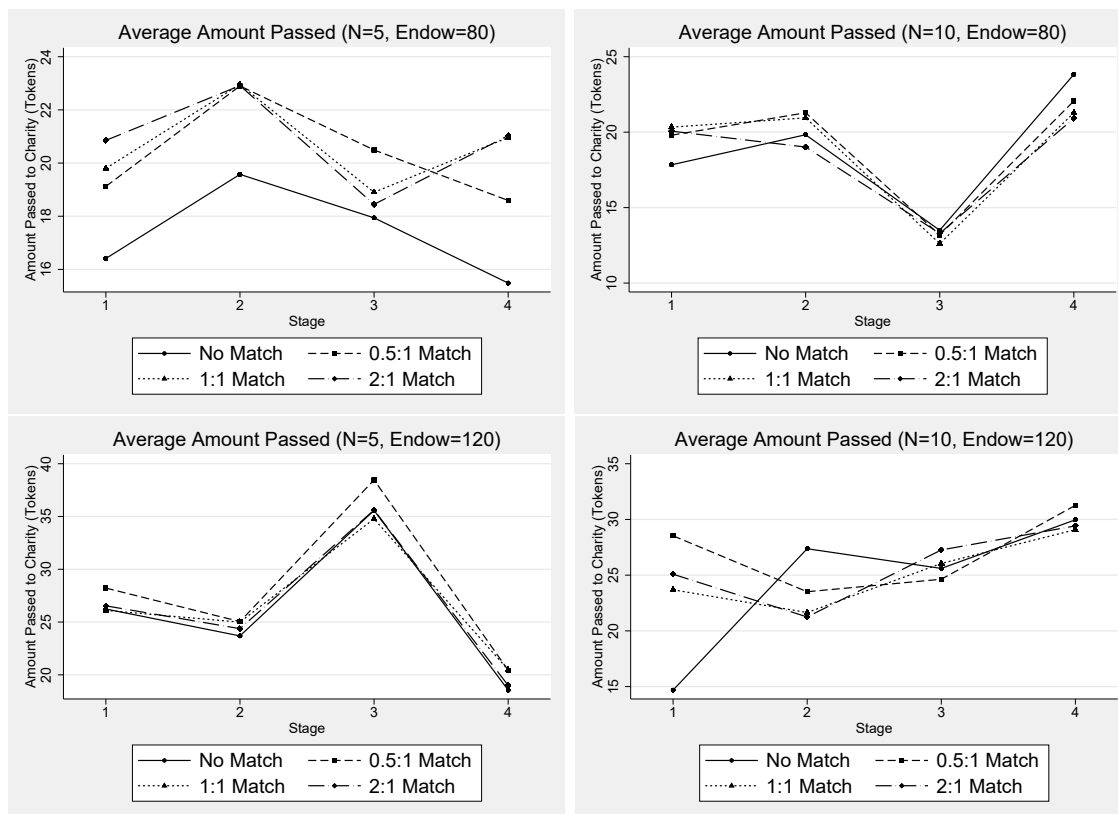 Average Amount Passed (N=5, Endow=80)
Amount Passed to Charity (Tokens)
24
22
20
18
16
1 2 3 4
Stage
No Match 0.5:1 Match
1:1 Match 2:1 Match
Average Amount Passed (N=10, Endow=80)
Amount Passed to Charity (Tokens)
25
20
15
10
1 2 3 4
Stage
No Match 0.5:1 Match
1:1 Match 2:1 Match
Average Amount Passed (N=5, Endow=120)
Amount Passed to Charity (Tokens)
40
35
30
25
20
1 2 3 4
Stage
No Match 0.5:1 Match
1:1 Match 2:1 Match
Average Amount Passed (N=10, Endow=120)
Amount Passed to Charity (Tokens)
35
30
25
20
15
1 2 3 4
Stage
No Match 0.5:1 Match
1:1 Match 2:1 Match